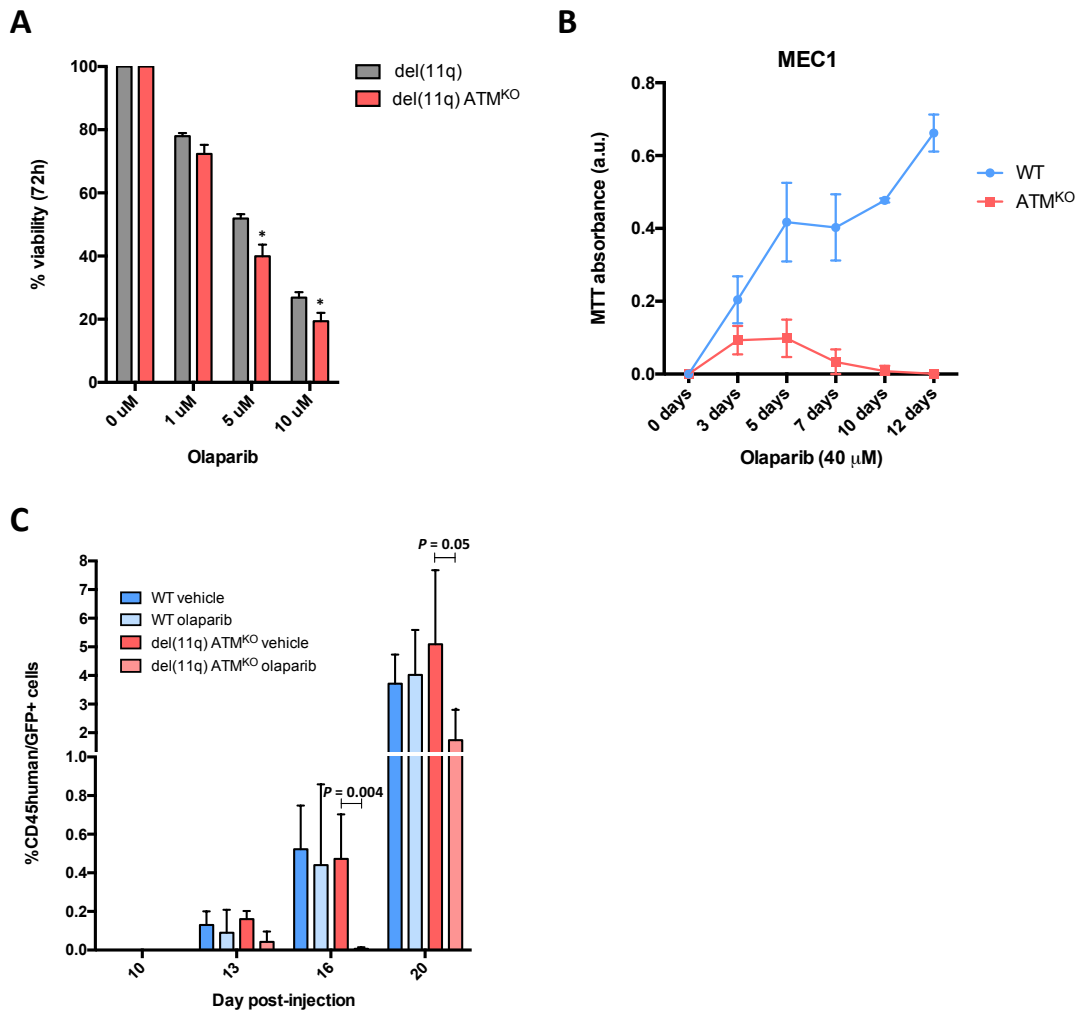 A
100
80
60
40
20
0
% viability (72h)
0 uM
1 uM
5 uM
10 uM
*
*
Olaparib
del(11q)
del(11q) ATMKO
B
MEC1
0.8
0.6
0.4
0.2
0.0
MTT absorbance (a.u.)
0 days
3 days
5 days
7 days
10 days
12 days
Olaparib (40 μM)
WT
ATMKO
C
8
7
6
5
4
3
2
1.0
0.8
0.6
0.4
0.2
0.0
%CD45human/GFP+ cells
WT vehicle
WT olaparib
del(11q) ATMKO vehicle
del(11q) ATMKO olaparib
P = 0.004
P = 0.05
10
13
16
20
Day post-injection